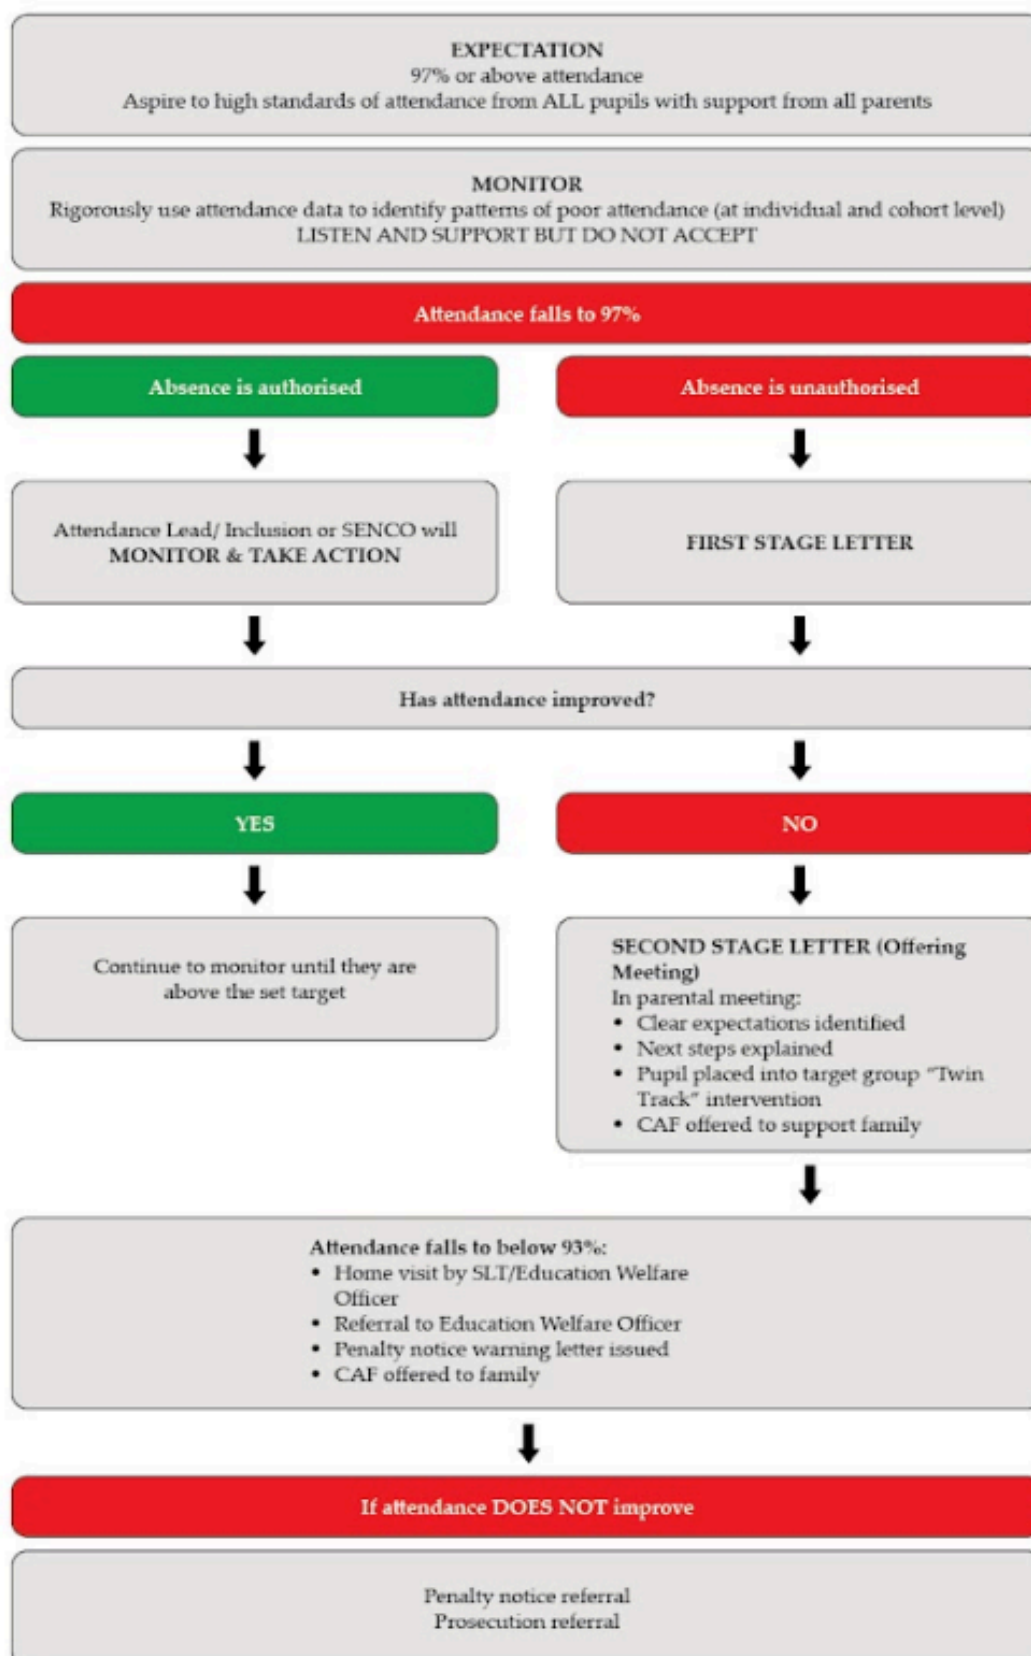 EXPECTATION
97% or above attendance
Aspire to high standards of attendance from ALL pupils with support from all parents
MONITOR
Rigorously use attendance data to identify patterns of poor attendance (at individual and cohort level)
LISTEN AND SUPPORT BUT DO NOT ACCEPT
Attendance falls to 97%
Absence is authorised
Absence is unauthorised
Attendance Lead/ Inclusion or SENCO will
MONITOR & TAKE ACTION
FIRST STAGE LETTER
Has attendance improved?
YES
NO
Continue to monitor until they are
above the set target
SECOND STAGE LETTER (Offering
Meeting)
In parental meeting:
• Clear expectations identified
• Next steps explained
• Pupil placed into target group "Twin
Track" intervention
• CAF offered to support family
Attendance falls to below 93%:
• Home visit by SLT/Education Welfare
Officer
• Referral to Education Welfare Officer
• Penalty notice warning letter issued
• CAF offered to family
If attendance DOES NOT improve
Penalty notice referral
Prosecution referral